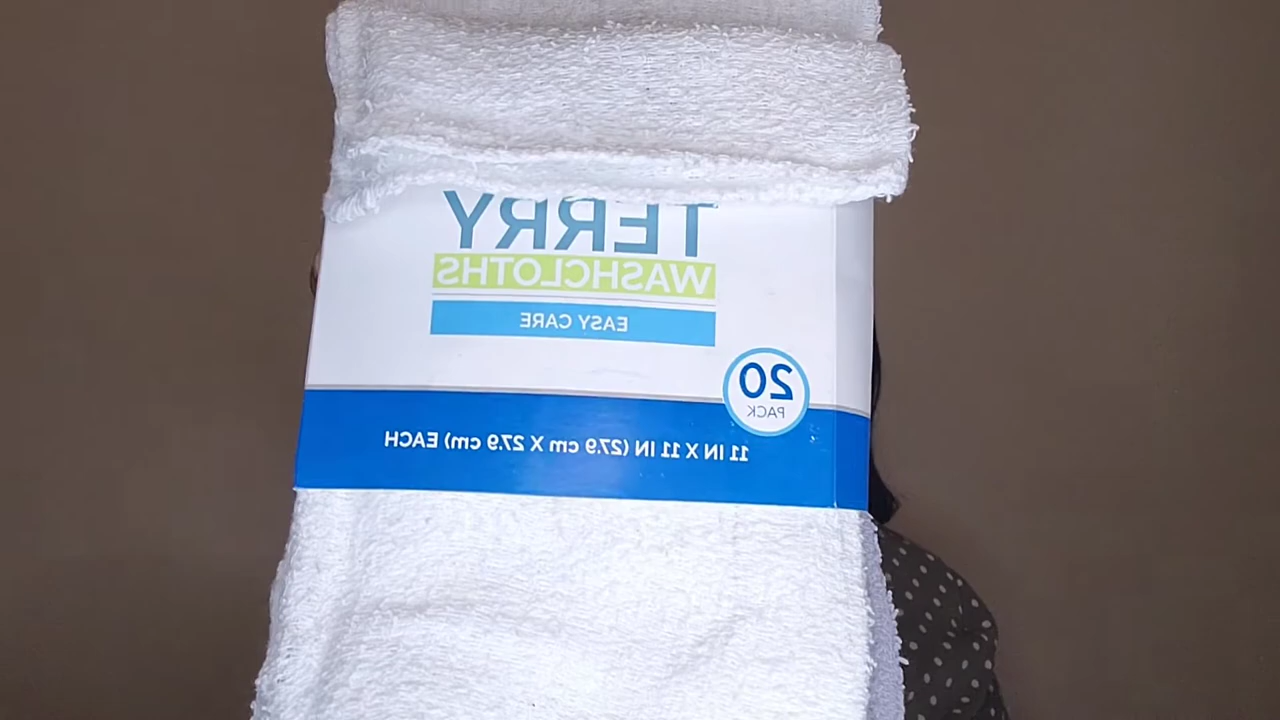 TERRY
WASHCLOTHS
EASY CARE
20
PACK
11 IN X 11 IN (27.9 cm X 27.9 cm) EACH